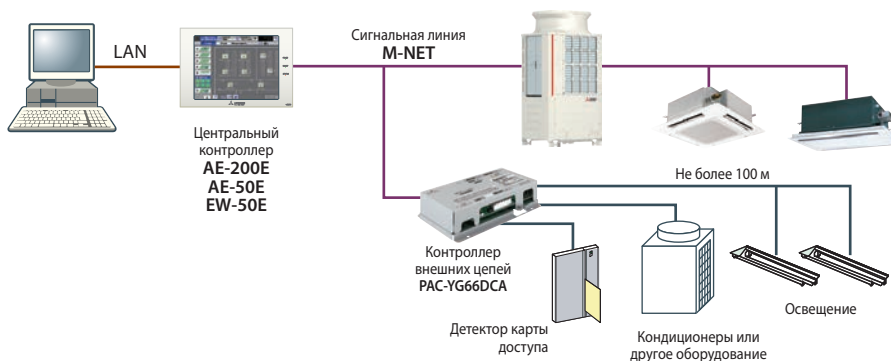 LAN
Сигнальная линия
M-NET
Центральный
контроллер
AE-200E
AE-50E
EW-50E
Не более 100 м
Контроллер
внешних цепей
PAC-YG66DCA
Детектор карты
доступа
Кондиционеры или
другое оборудование
Освещение